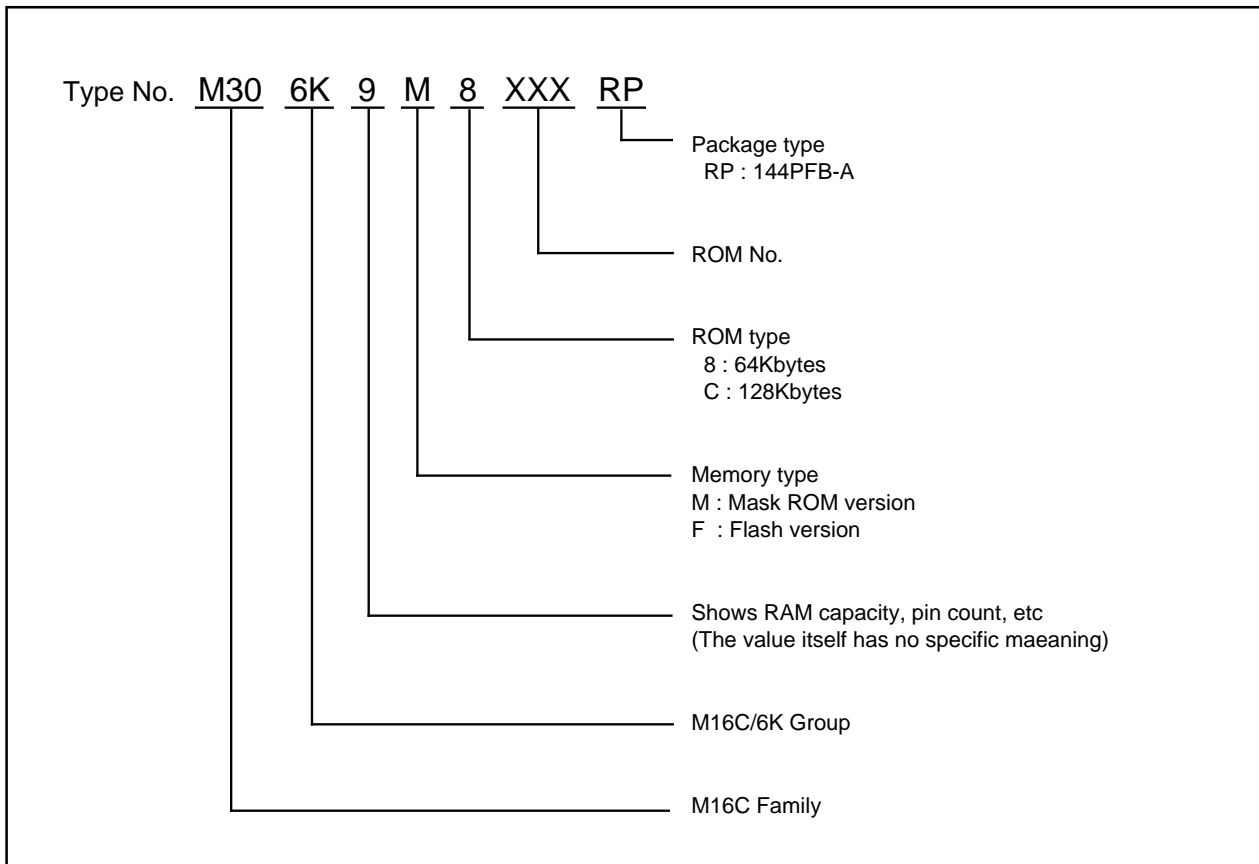 Type No. M30 6K 9 M 8 XXX RP
Package type
RP : 144PFB-A
ROM No.
ROM type
8 : 64Kbytes
C : 128Kbytes
Memory type
M : Mask ROM version
F : Flash version
Shows RAM capacity, pin count, etc
(The value itself has no specific maeaning)
M16C/6K Group
M16C Family